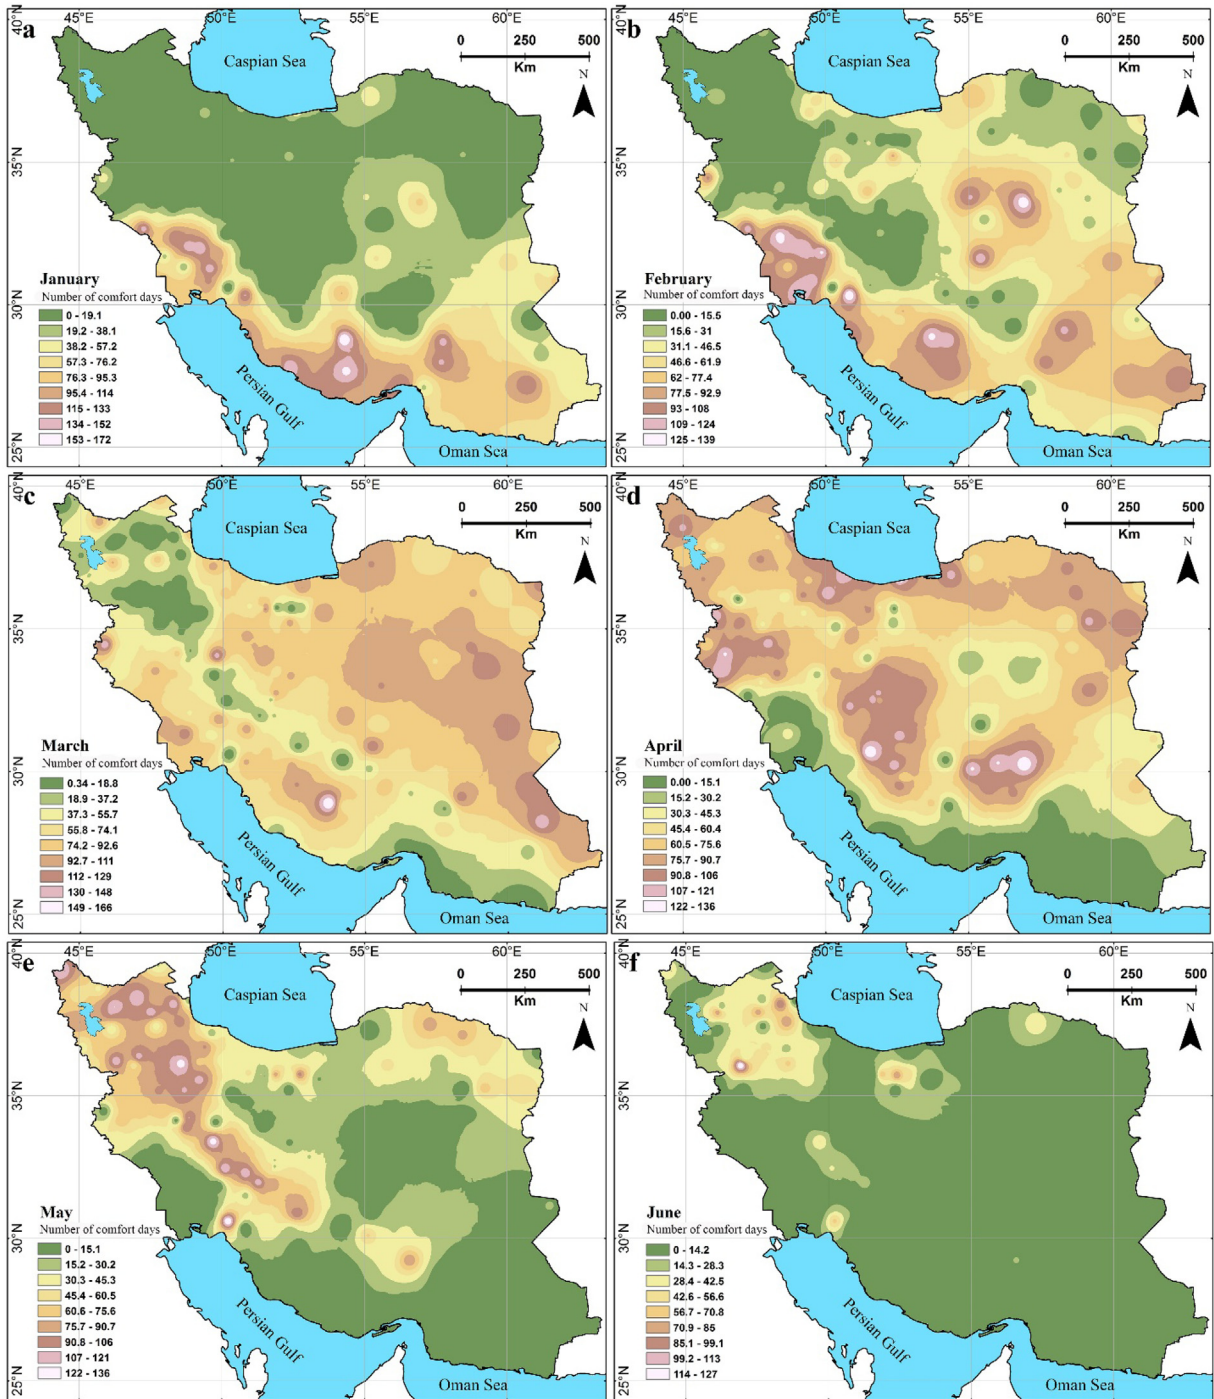 45°E 50°E 55°E 60°E
40°N
a
Caspian Sea
0 250 500
Km
N
35°N
January
Number of comfort days
0 - 19.1
19.2 - 38.1
38.2 - 57.2
57.3 - 76.2
76.3 - 95.3
95.4 - 114
115 - 133
134 - 152
153 - 172
30°N
25°N
Persian Gulf
Oman Sea
45°E 50°E 55°E 60°E
40°N
b
Caspian Sea
0 250 500
Km
N
35°N
February
Number of comfort days
0.00 - 15.5
15.6 - 31
31.1 - 46.5
46.6 - 61.9
62 - 77.4
77.5 - 92.9
93 - 108
109 - 124
125 - 139
30°N
25°N
Persian Gulf
Oman Sea
45°E 50°E 55°E 60°E
40°N
c
Caspian Sea
0 250 500
Km
N
35°N
March
Number of comfort days
0.34 - 18.8
18.9 - 37.2
37.3 - 55.7
55.8 - 74.1
74.2 - 92.6
92.7 - 111
112 - 129
130 - 148
149 - 166
30°N
25°N
Persian Gulf
Oman Sea
45°E 50°E 55°E 60°E
40°N
d
Caspian Sea
0 250 500
Km
N
35°N
April
Number of comfort days
0.00 - 15.1
15.2 - 30.2
30.3 - 45.3
45.4 - 60.4
60.5 - 75.6
75.7 - 90.7
90.8 - 106
107 - 121
122 - 136
30°N
25°N
Persian Gulf
Oman Sea
45°E 50°E 55°E 60°E
40°N
e
Caspian Sea
0 250 500
Km
N
35°N
May
Number of comfort days
0 - 15.1
15.2 - 30.2
30.3 - 45.3
45.4 - 60.5
60.6 - 75.6
75.7 - 90.7
90.8 - 106
107 - 121
122 - 136
30°N
25°N
Persian Gulf
Oman Sea
45°E 50°E 55°E 60°E
40°N
f
Caspian Sea
0 250 500
Km
N
35°N
June
Number of comfort days
0 - 14.2
14.3 - 28.3
28.4 - 42.5
42.6 - 56.6
56.7 - 70.8
70.9 - 85
85.1 - 99.1
99.2 - 113
114 - 127
30°N
25°N
Persian Gulf
Oman Sea